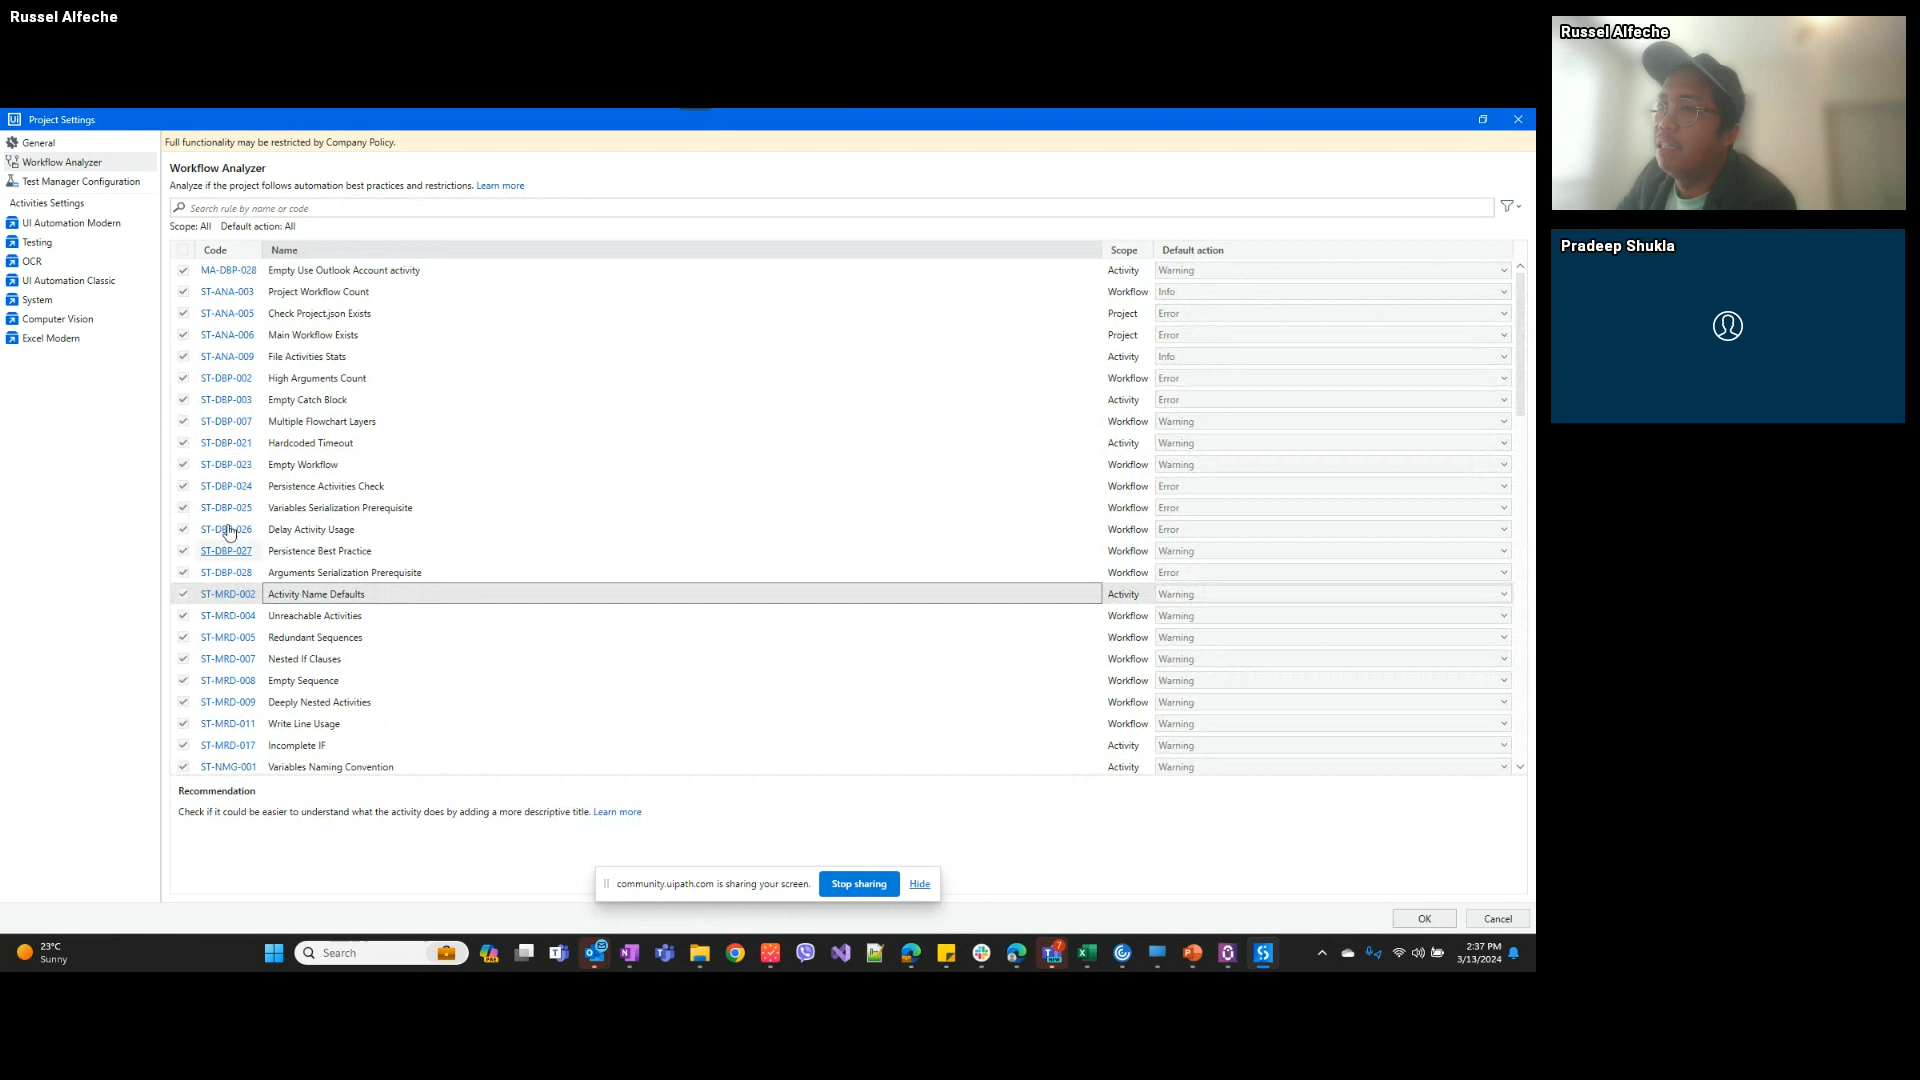 Russel Alfeche
Russel Alfeche
Pradeep Shukla
Ui Project Settings
General
Workflow Analyzer
Test Manager Configuration
Activities Settings
UI Automation Modern
Testing
OCR
UI Automation Classic
System
Computer Vision
Excel Modern
Full functionality may be restricted by Company Policy.
Workflow Analyzer
Analyze if the project follows automation best practices and restrictions. Learn more
Search rule by name or code
Scope: All Default action: All
Code Name Scope Default action
MA-DBP-028 Empty Use Outlook Account activity Activity Warning
ST-ANA-003 Project Workflow Count Workflow Info
ST-ANA-005 Check Project.json Exists Project Error
ST-ANA-006 Main Workflow Exists Project Error
ST-ANA-009 File Activities Stats Activity Info
ST-DBP-002 High Arguments Count Workflow Error
ST-DBP-003 Empty Catch Block Activity Error
ST-DBP-007 Multiple Flowchart Layers Workflow Warning
ST-DBP-021 Hardcoded Timeout Activity Warning
ST-DBP-023 Empty Workflow Workflow Warning
ST-DBP-024 Persistence Activities Check Workflow Error
ST-DBP-025 Variables Serialization Prerequisite Workflow Error
ST-DBP-026 Delay Activity Usage Workflow Error
ST-DBP-027 Persistence Best Practice Workflow Warning
ST-DBP-028 Arguments Serialization Prerequisite Workflow Error
ST-MRD-002 Activity Name Defaults Activity Warning
ST-MRD-004 Unreachable Activities Workflow Warning
ST-MRD-005 Redundant Sequences Workflow Warning
ST-MRD-007 Nested If Clauses Workflow Warning
ST-MRD-008 Empty Sequence Workflow Warning
ST-MRD-009 Deeply Nested Activities Workflow Warning
ST-MRD-011 Write Line Usage Workflow Warning
ST-MRD-017 Incomplete IF Activity Warning
ST-NMG-001 Variables Naming Convention Activity Warning
Recommendation
Check if it could be easier to understand what the activity does by adding a more descriptive title. Learn more
community.uipath.com is sharing your screen. Stop sharing Hide
OK Cancel
23°C
Sunny
Search
2:37 PM
3/13/2024